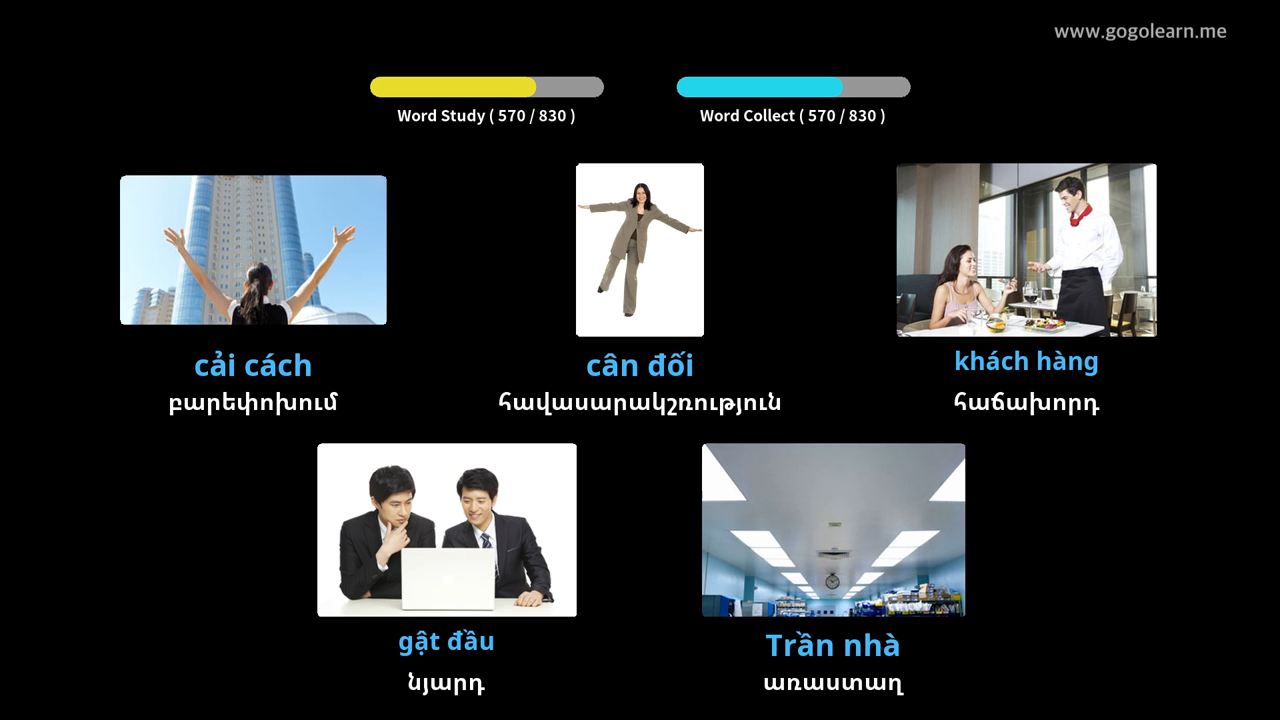 www.gogolearn.me
Word Study ( 570 / 830 )
Word Collect ( 570 / 830 )
cải cách
բարեփոխում
cân đối
հավասարակշռություն
khách hàng
հաճախորդ
gật đầu
նյարդ
Trần nhà
առաստաղ